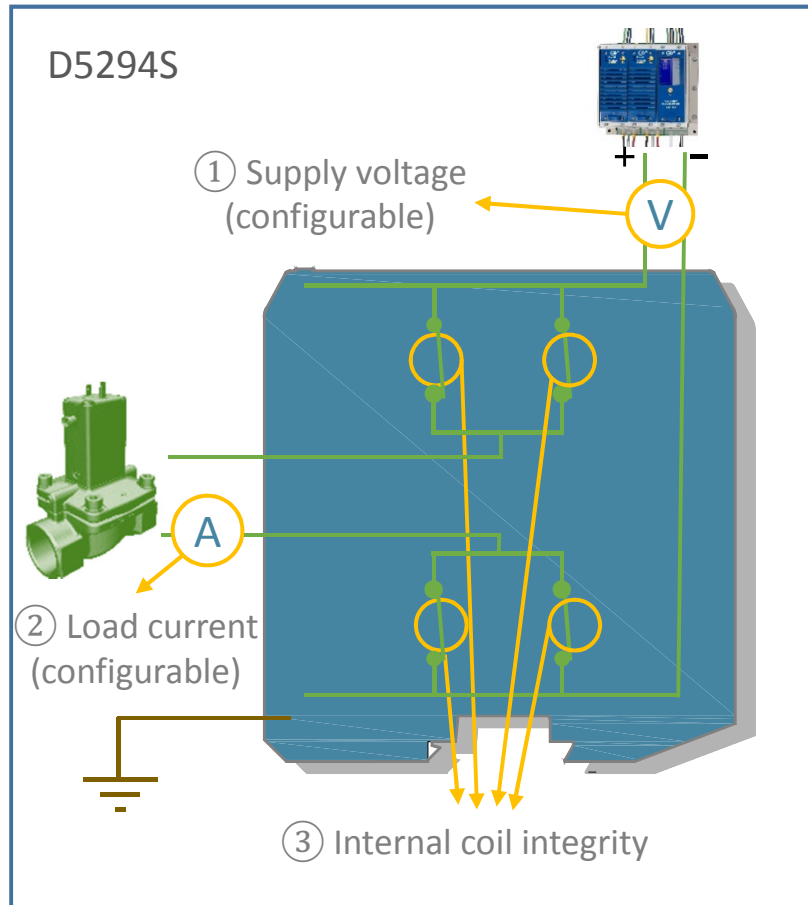 D5294S
+ −
① Supply voltage
(configurable)
V
A
② Load current
(configurable)
③ Internal coil integrity